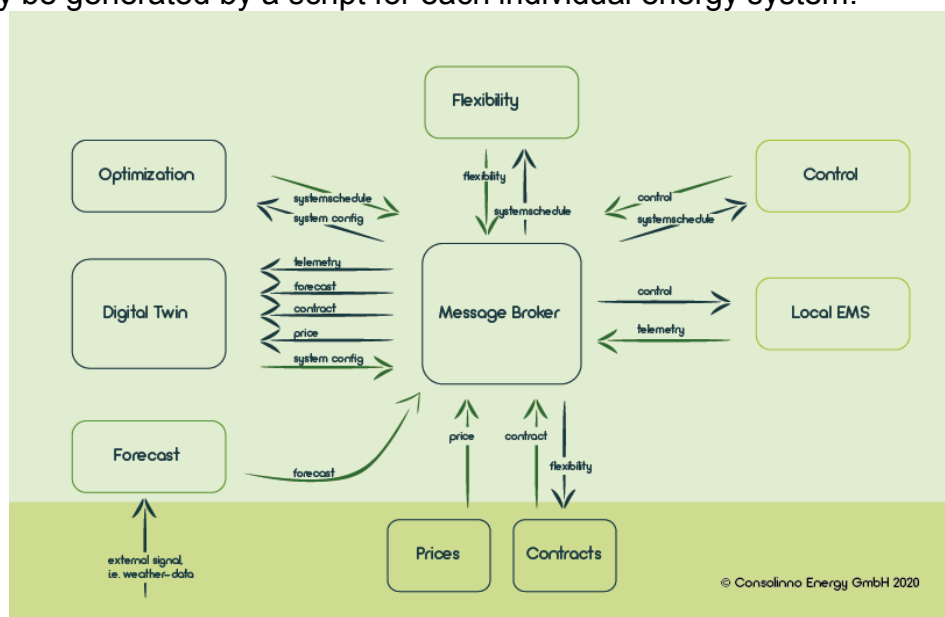 y be generated by a script for each individual energy system.
Flexibility
Optimization
Control
flexibility
systemschedule
system config
systemschedule
control
systemschedule
telemetry
forecast
contract
price
system config
Digital Twin
Message Broker
control
telemetry
Local EMS
Forecast
forecast
price
contract
flexibility
external signal,
i.e. weather-data
Prices
Contracts
© Consolinno Energy GmbH 2020